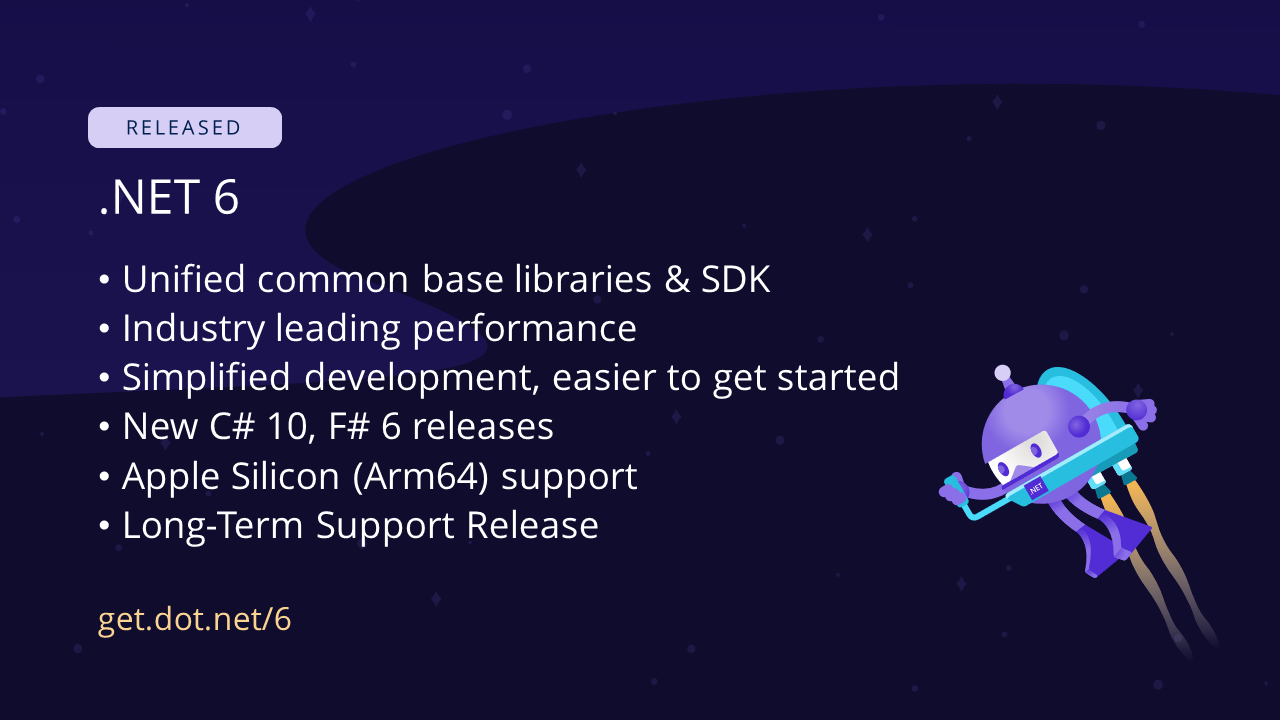 RELEASED
.NET 6
• Unified common base libraries & SDK
• Industry leading performance
• Simplified development, easier to get started
• New C# 10, F# 6 releases
• Apple Silicon (Arm64) support
• Long-Term Support Release
.NET
get.dot.net/6